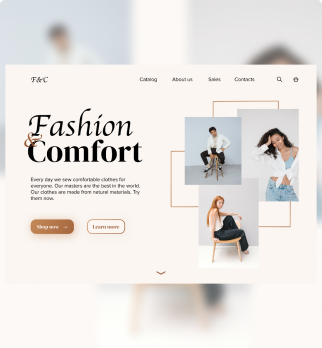 F&C
Catalog About us Sales Contacts
Fashion
&
Comfort
Every day we sew comfortable clothes for
everyone. Our masters are the best in the world.
Our clothes are made from natural materials. Try
them now.
Shop now → Learn more